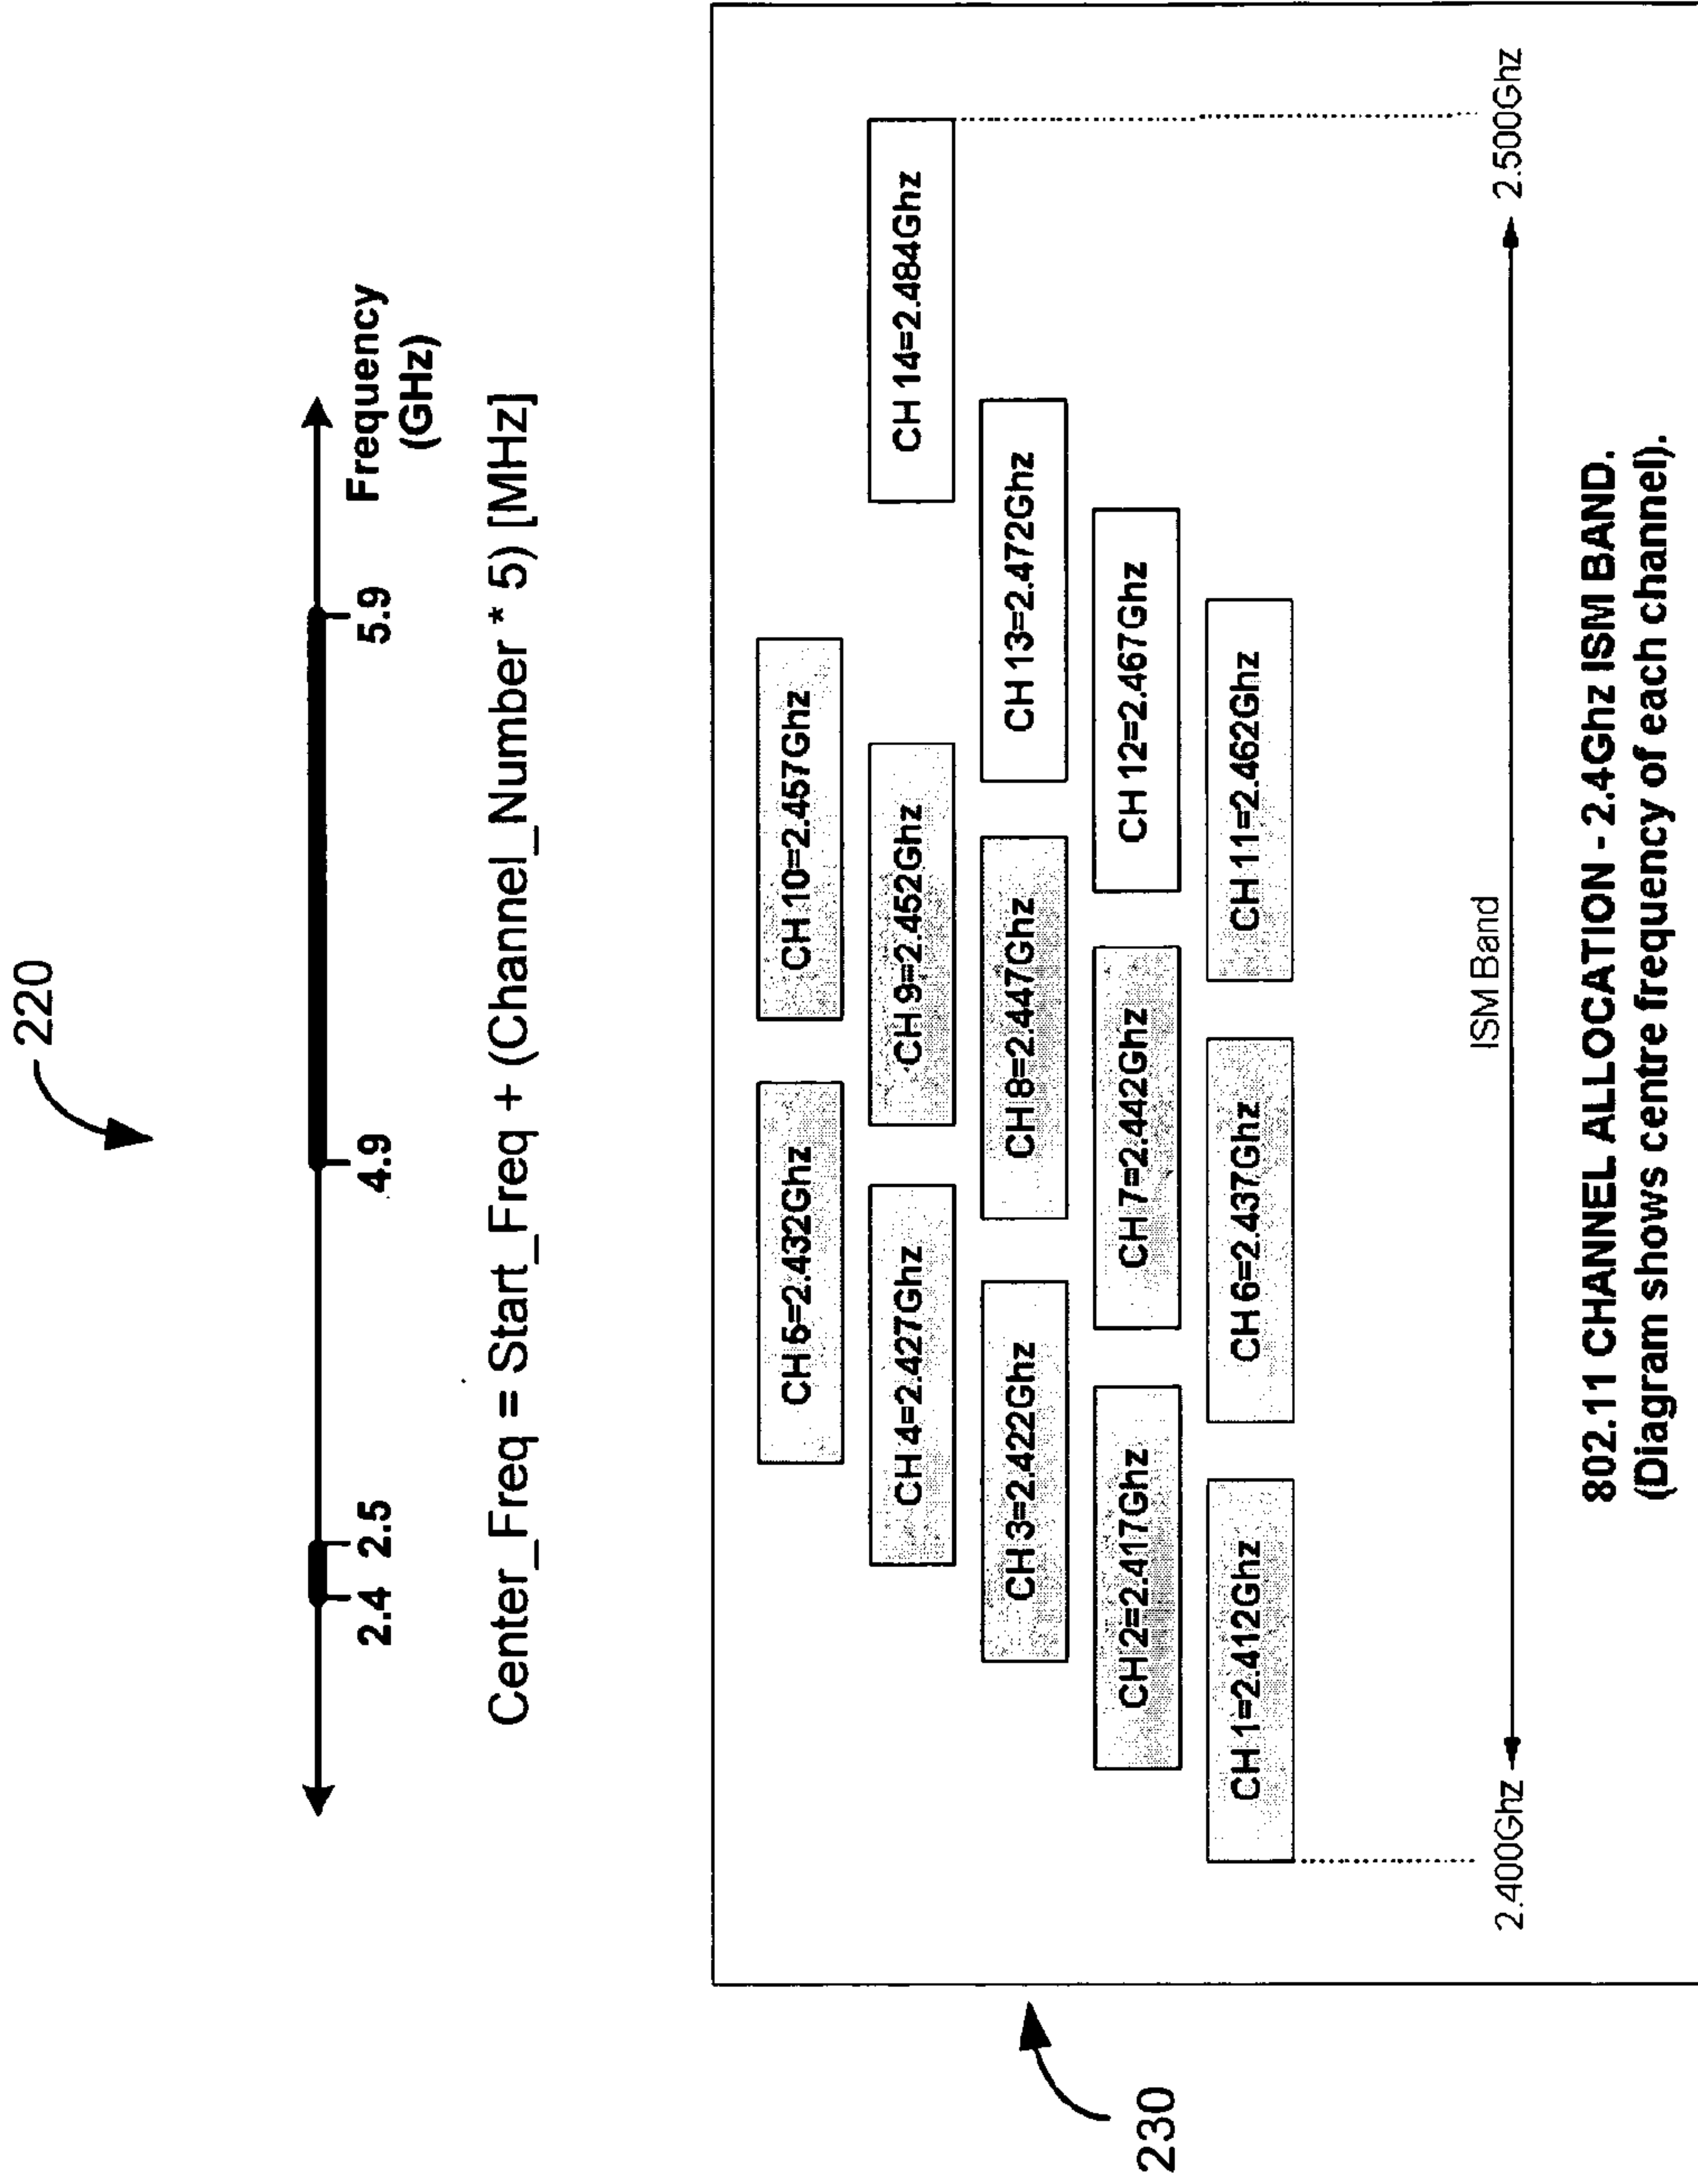 220
2.4 2.5 4.9 5.9
Frequency
(GHz)
Center_Freq = Start_Freq + (Channel_Number * 5) [MHz]
230
CH 5=2.432Ghz CH 10=2.457Ghz
CH 4=2.427Ghz CH 9=2.452Ghz CH 14=2.484Ghz
CH 3=2.422Ghz CH 8=2.447Ghz CH 13=2.472Ghz
CH 2=2.417Ghz CH 7=2.442Ghz CH 12=2.467Ghz
CH 1=2.412Ghz CH 6=2.437Ghz CH 11=2.462Ghz
ISM Band
2.400Ghz 2.500Ghz
802.11 CHANNEL ALLOCATION - 2.4Ghz ISM BAND.
(Diagram shows centre frequency of each channel).